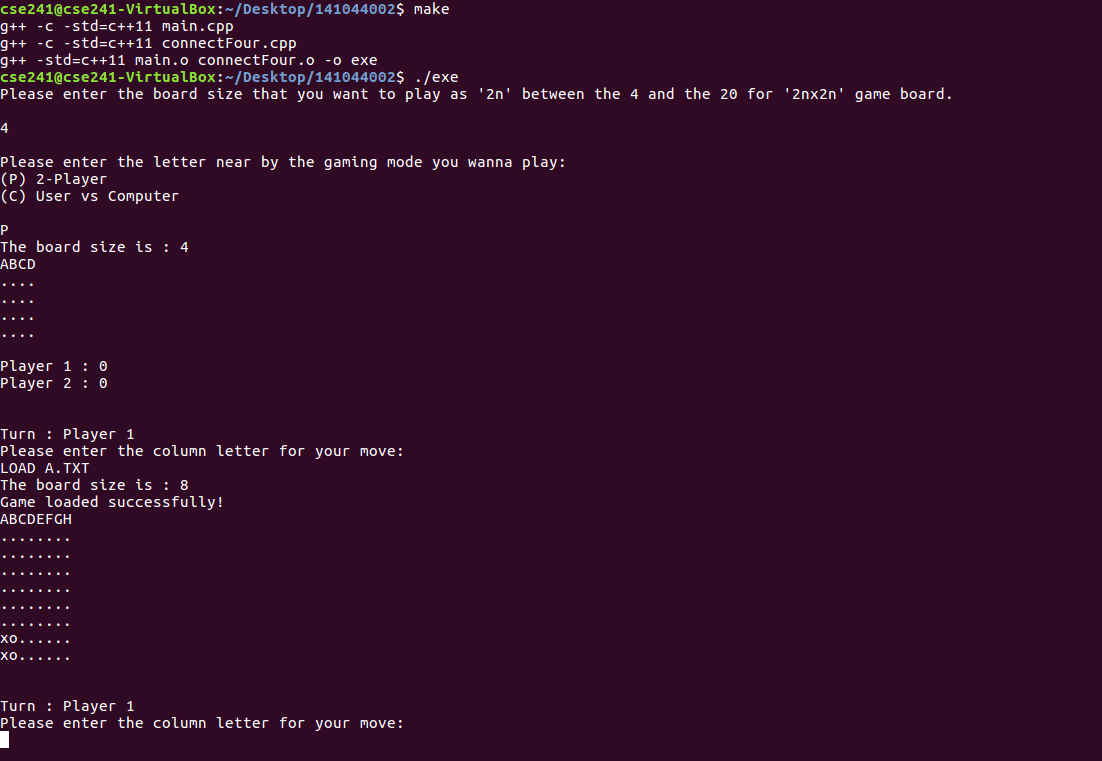 cse241@cse241-VirtualBox:~/Desktop/141044002$ make
g++ -c -std=c++11 main.cpp
g++ -c -std=c++11 connectFour.cpp
g++ -std=c++11 main.o connectFour.o -o exe
cse241@cse241-VirtualBox:~/Desktop/141044002$ ./exe
Please enter the board size that you want to play as '2n' between the 4 and the 20 for '2nx2n' game board.
4
Please enter the letter near by the gaming mode you wanna play:
(P) 2-Player
(C) User vs Computer
P
The board size is : 4
ABCD
....
....
....
....
Player 1 : 0
Player 2 : 0
Turn : Player 1
Please enter the column letter for your move:
LOAD A.TXT
The board size is : 8
Game loaded successfully!
ABCDEFGH
........
........
........
........
........
........
xo......
xo......
Turn : Player 1
Please enter the column letter for your move: